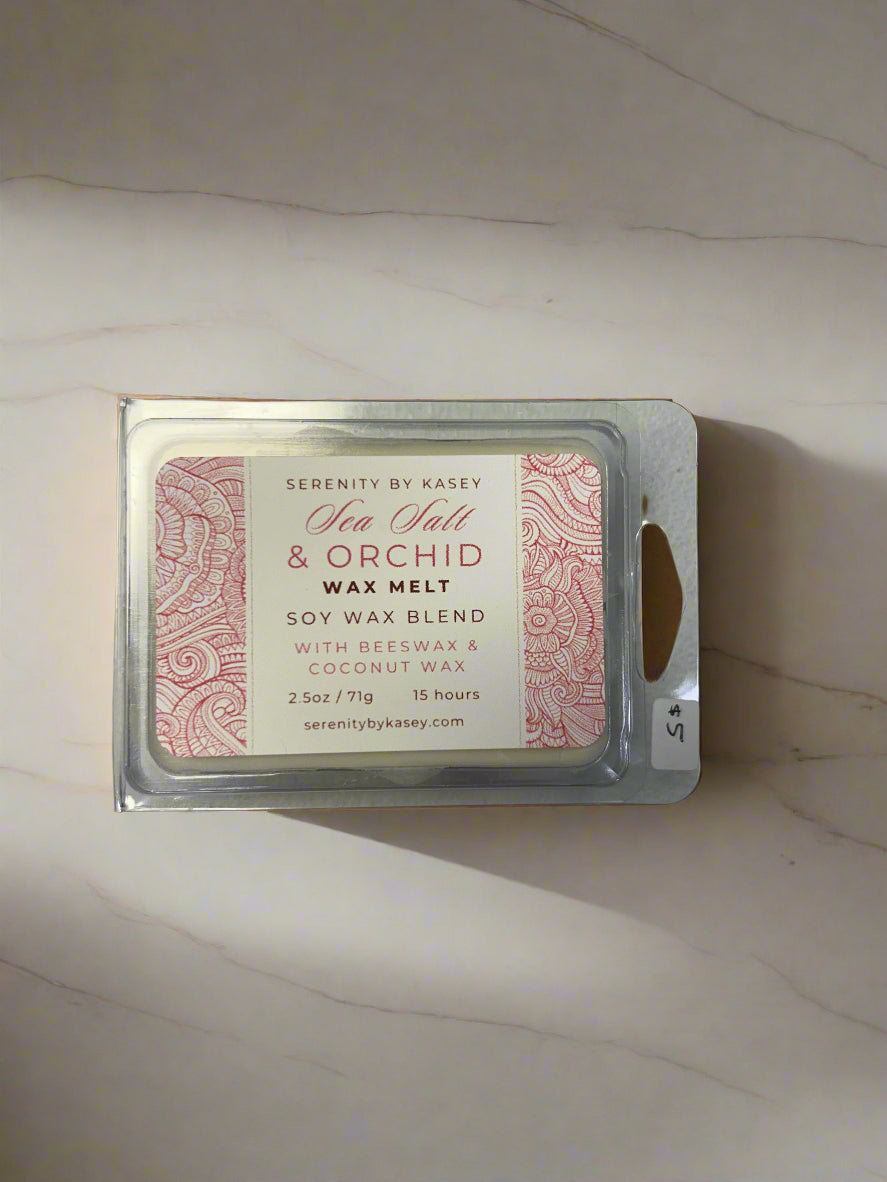 SERENITY BY KASEY
Sea Salt
& ORCHID
WAX MELT
SOY WAX BLEND
WITH BEESWAX &
COCONUT WAX
2.5oz / 71g 15 hours
serenitybykasey.com
$5